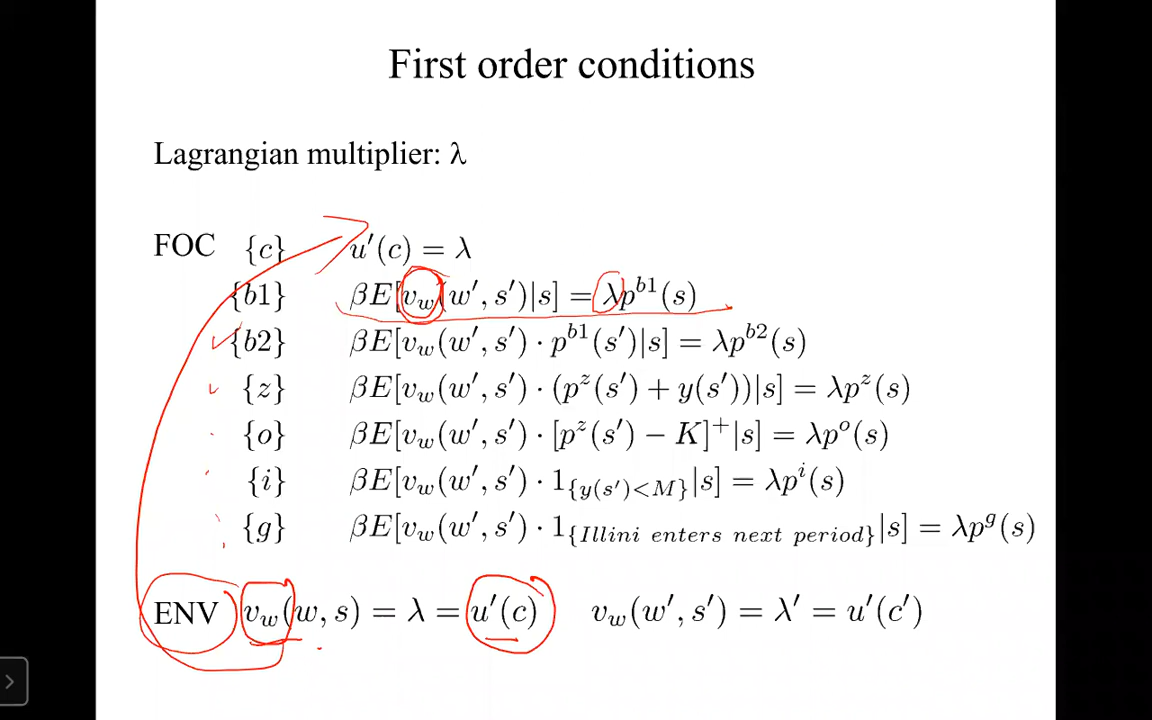 First order conditions
Lagrangian multiplier: λ
FOC {c} u′(c) = λ
{b1} βE[v_w(w′, s′)|s] = λp^{b1}(s)
{b2} βE[v_w(w′, s′) · p^{b1}(s′)|s] = λp^{b2}(s)
{z} βE[v_w(w′, s′) · (p^z(s′) + y(s′))|s] = λp^z(s)
{o} βE[v_w(w′, s′) · [p^z(s′) − K]^+|s] = λp^o(s)
{i} βE[v_w(w′, s′) · 1_{y(s′)<M}|s] = λp^i(s)
{g} βE[v_w(w′, s′) · 1_{Illini enters next period}|s] = λp^g(s)
ENV v_w(w, s) = λ = u′(c) v_w(w′, s′) = λ′ = u′(c′)